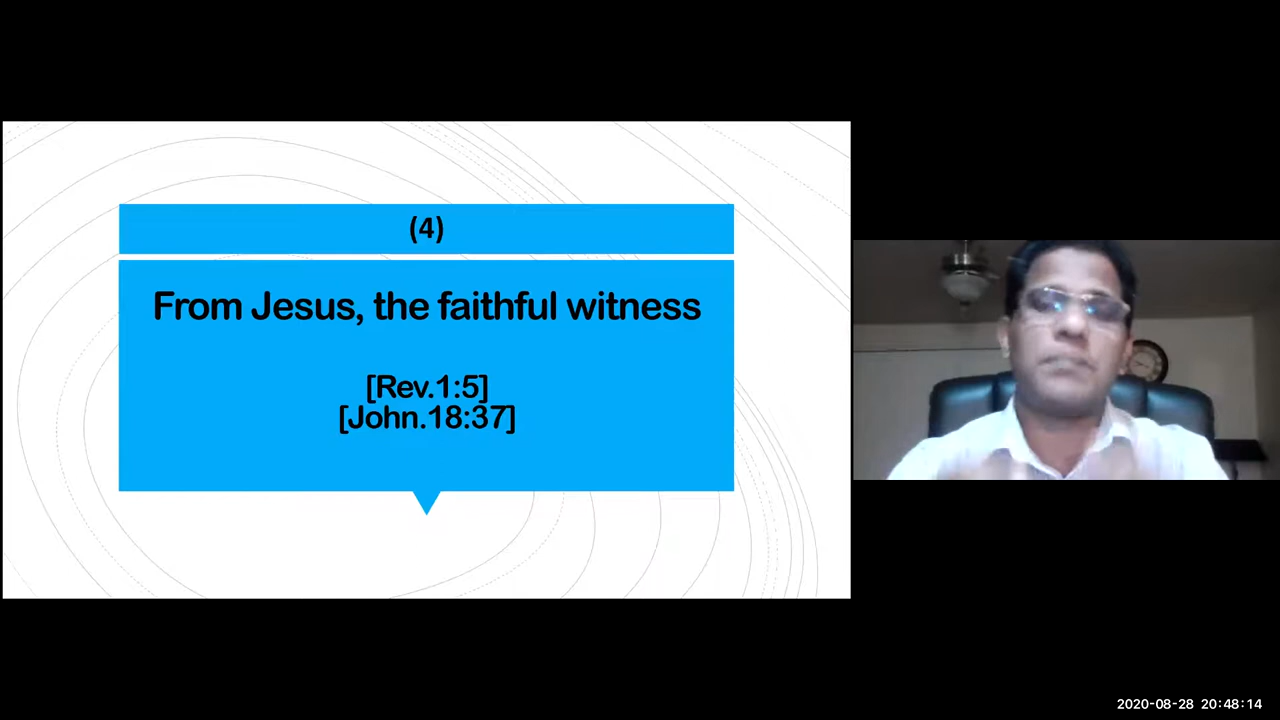 (4)
From Jesus, the faithful witness
[Rev.1:5]
[John.18:37]
2020-08-28 20:48:14